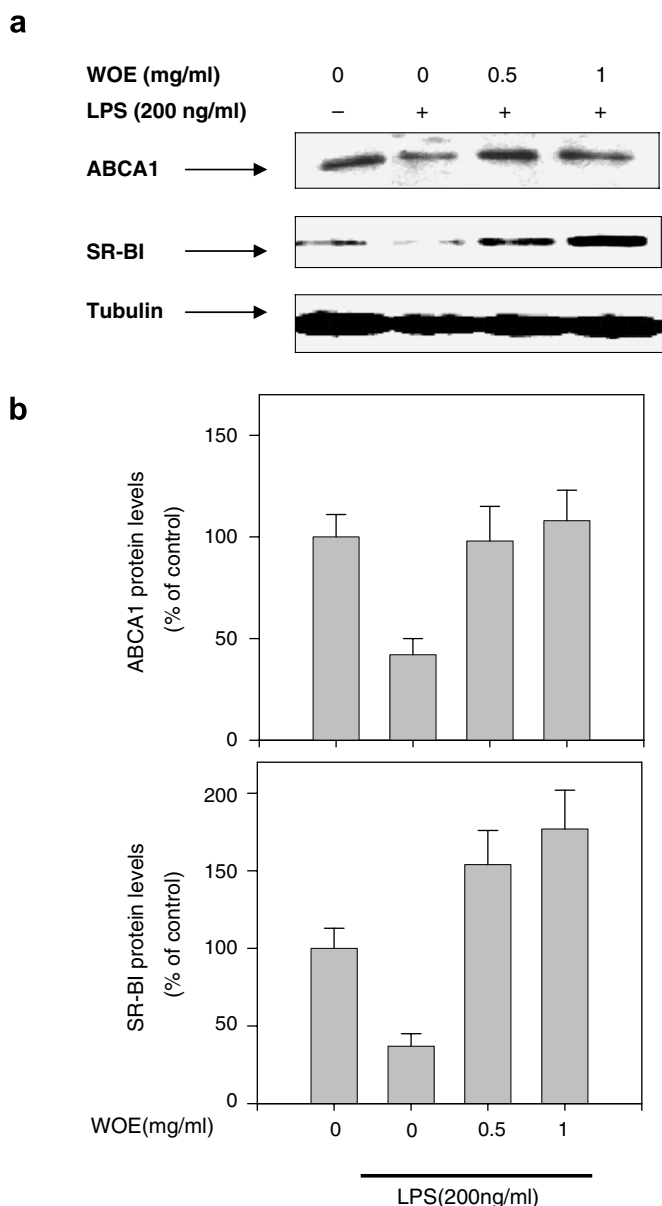 a
WOE (mg/ml) 0 0 0.5 1
LPS (200 ng/ml) – + + +
ABCA1
SR-BI
Tubulin
b
150
100
50
0
ABCA1 protein levels
(% of control)
200
150
100
50
0
SR-BI protein levels
(% of control)
WOE(mg/ml) 0 0 0.5 1
LPS(200ng/ml)